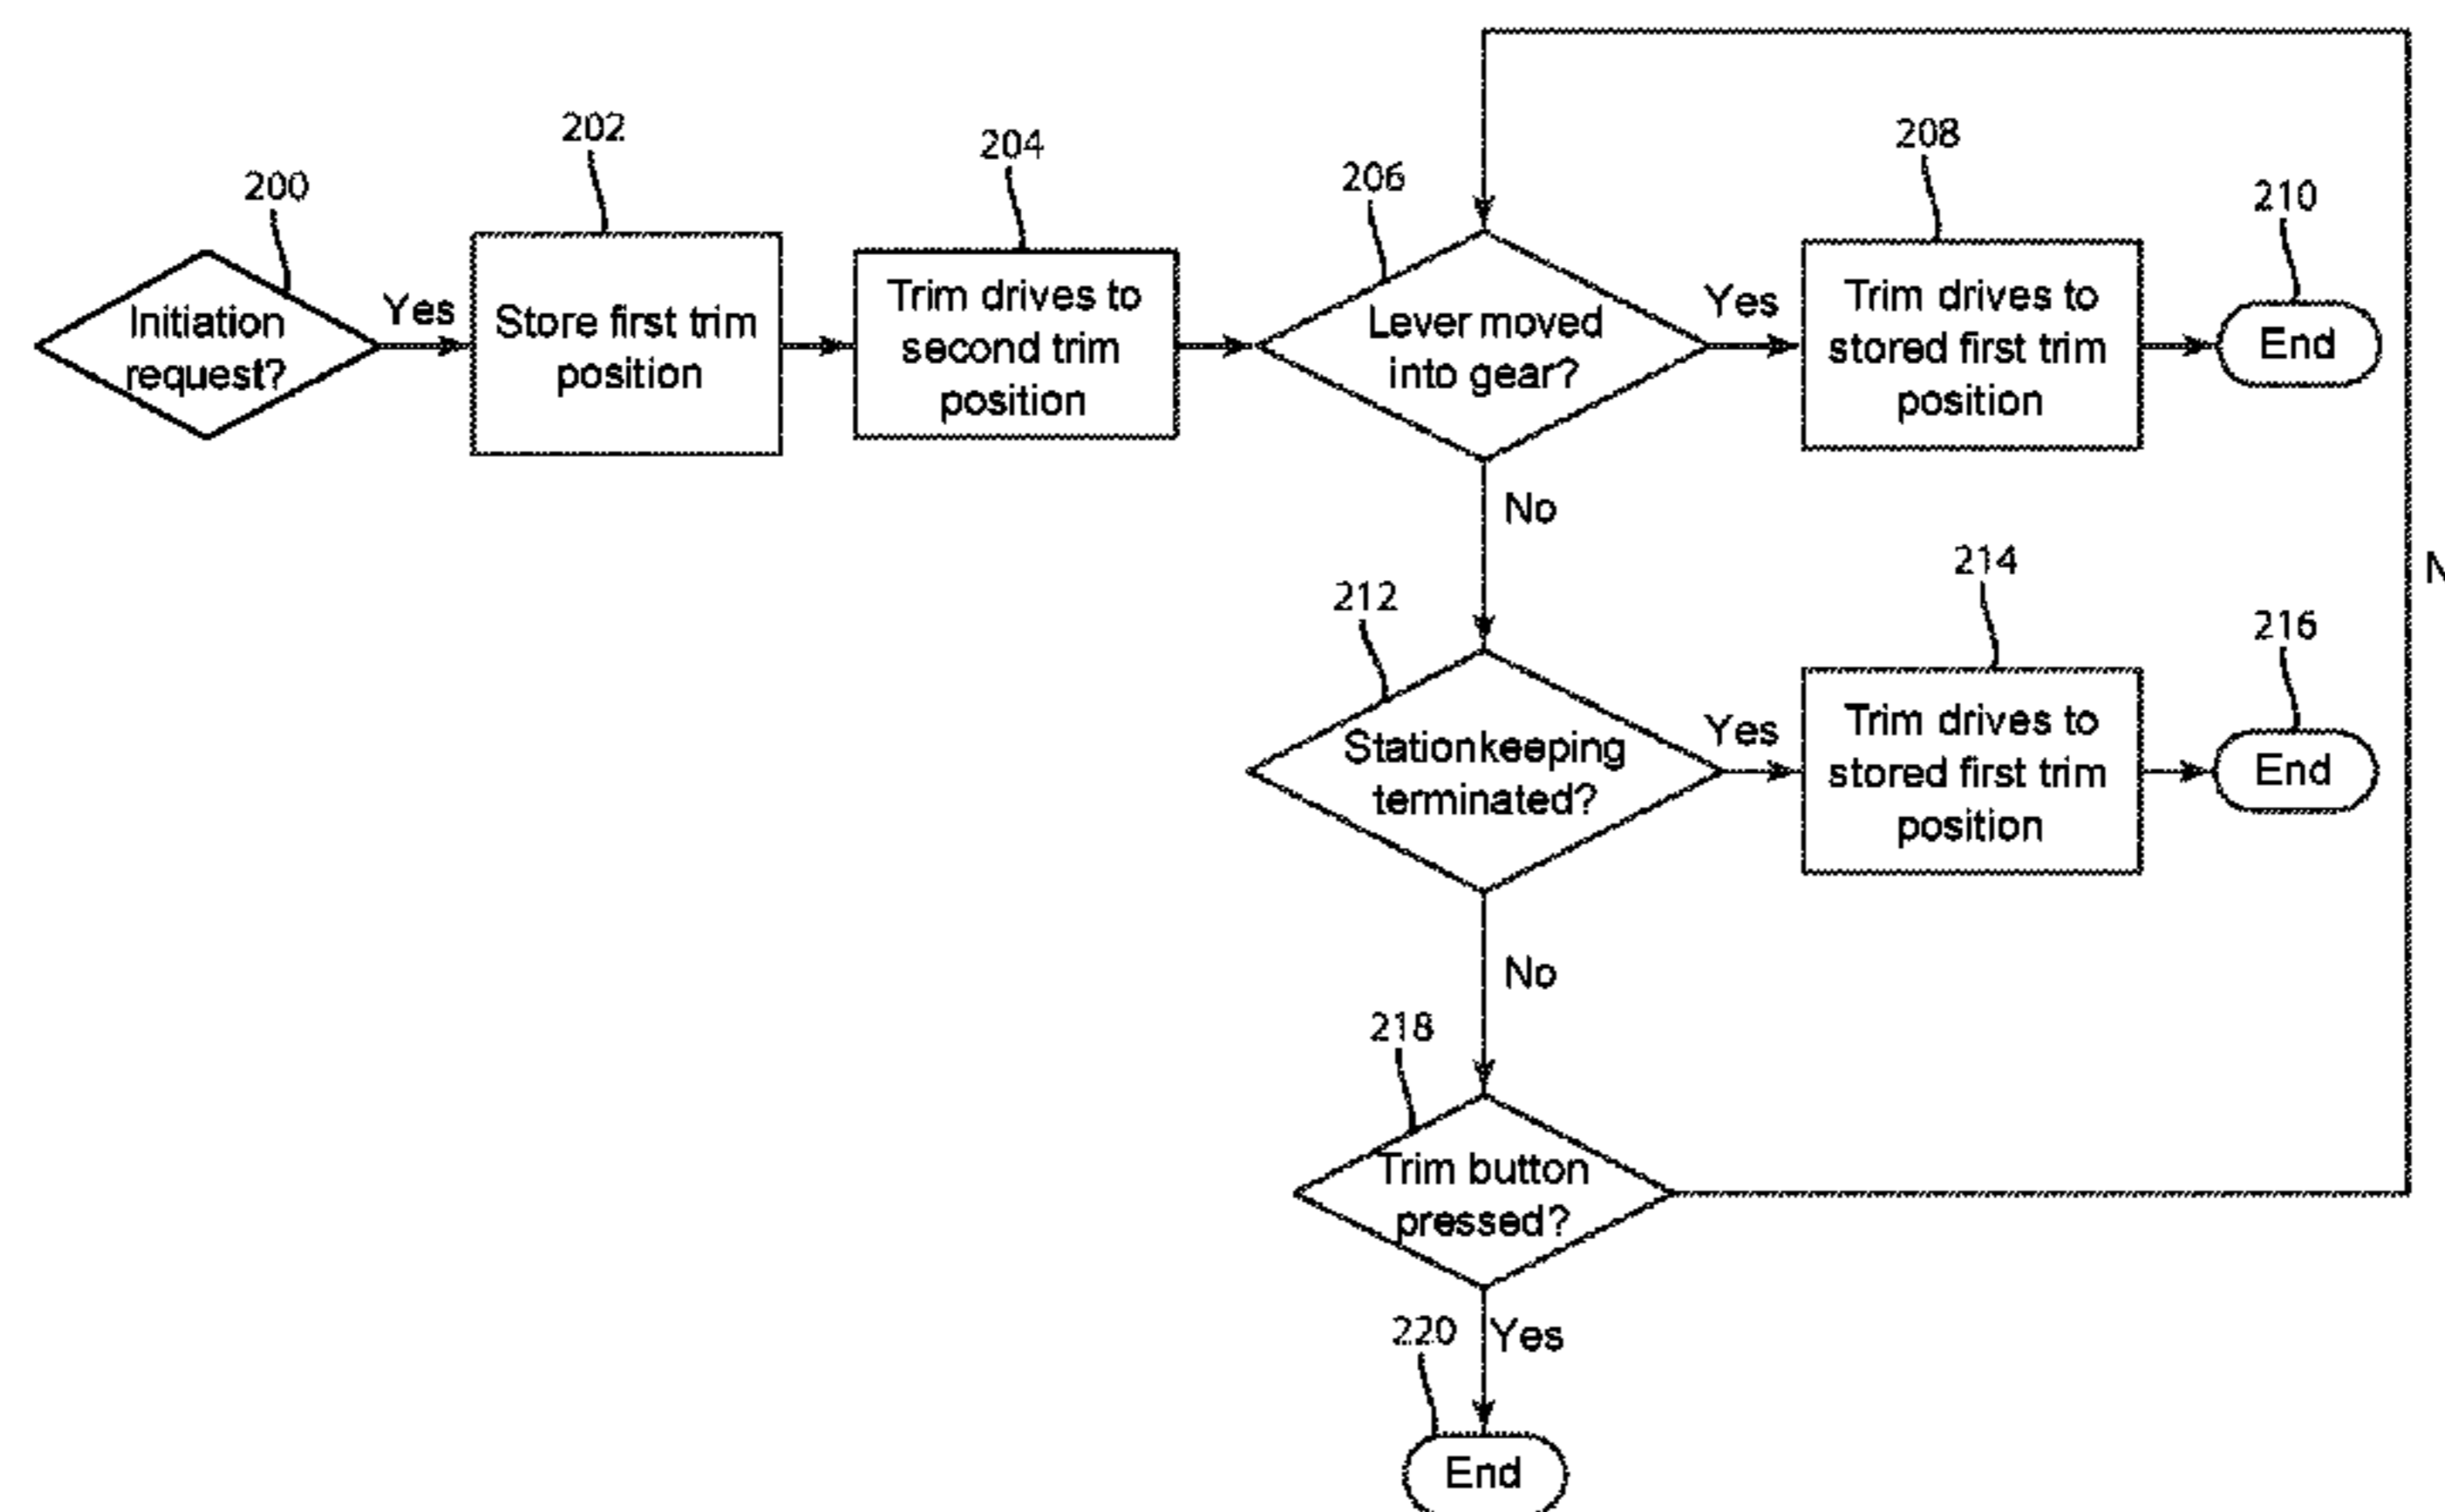 200
Initiation
request?
Yes
202
Store first trim
position
204
Trim drives to
second trim
position
206
Lever moved
into gear?
Yes
208
Trim drives to
stored first trim
position
210
End
No
212
Stationkeeping
terminated?
Yes
214
Trim drives to
stored first trim
position
216
End
No
218
Trim button
pressed?
220
Yes
End